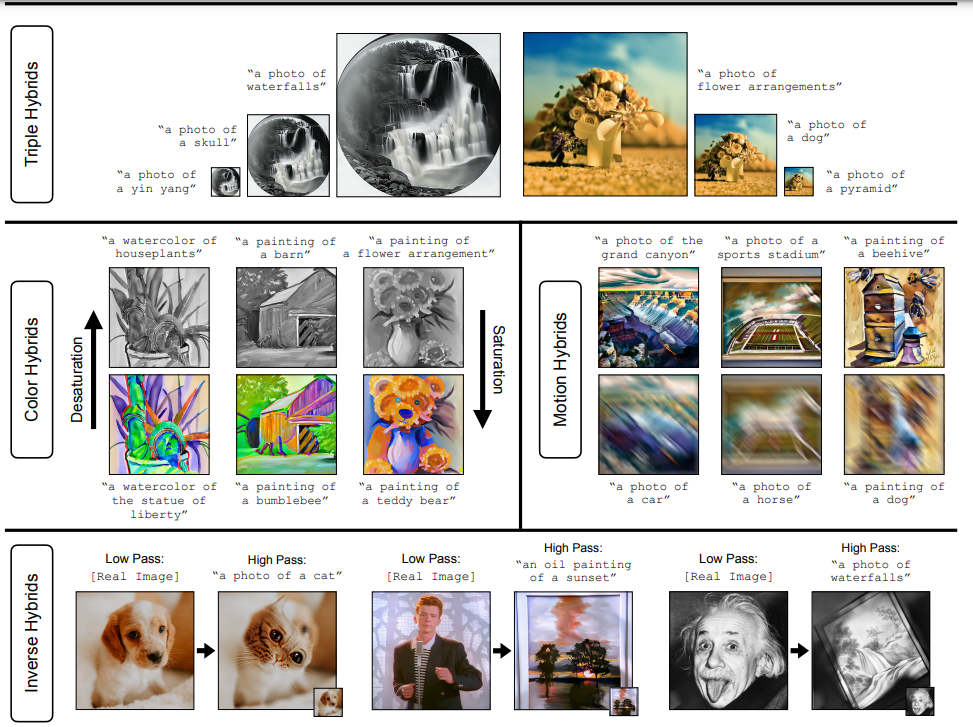 Triple Hybrids
“a photo of
waterfalls”
“a photo of
a skull”
“a photo of
a yin yang”
“a photo of
flower arrangements”
“a photo of
a dog”
“a photo of
a pyramid”
Color Hybrids
Desaturation
“a watercolor of
houseplants”
“a painting of
a barn”
“a painting of
a flower arrangement”
Saturation
“a watercolor of
the statue of
liberty”
“a painting of
a bumblebee”
“a painting of
a teddy bear”
Motion Hybrids
“a photo of the
grand canyon”
“a photo of a
sports stadium”
“a painting of
a beehive”
“a photo of
a car”
“a photo of
a horse”
“a painting of
a dog”
Inverse Hybrids
Low Pass:
[Real Image]
High Pass:
“a photo of a cat”
Low Pass:
[Real Image]
High Pass:
“an oil painting
of a sunset”
Low Pass:
[Real Image]
High Pass:
“a photo of
waterfalls”